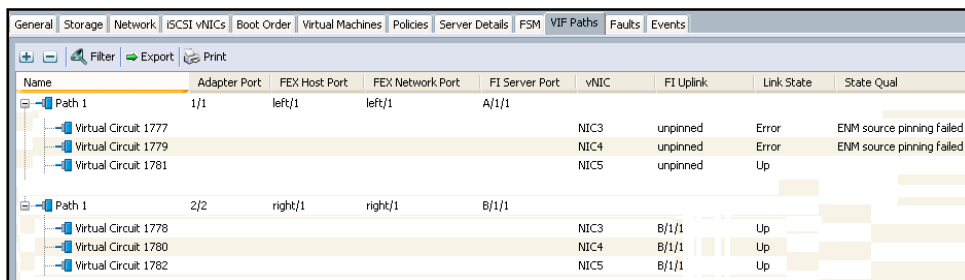 General Storage Network iSCSI vNICs Boot Order Virtual Machines Policies Server Details FSM VIF Paths Faults Events
Filter Export Print
Name Adapter Port FEX Host Port FEX Network Port FI Server Port vNIC FI Uplink Link State State Qual
Path 1 1/1 left/1 left/1 A/1/1
Virtual Circuit 1777 NIC3 unpinned Error ENM source pinning failed
Virtual Circuit 1779 NIC4 unpinned Error ENM source pinning failed
Virtual Circuit 1781 NIC5 unpinned Up
Path 1 2/2 right/1 right/1 B/1/1
Virtual Circuit 1778 NIC3 B/1/1 Up
Virtual Circuit 1780 NIC4 B/1/1 Up
Virtual Circuit 1782 NIC5 B/1/1 Up